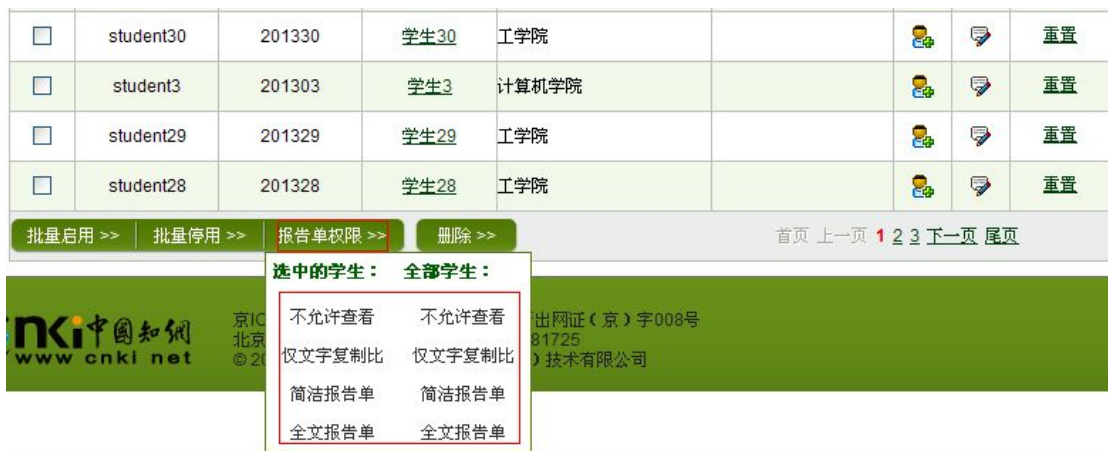 student30 201330 学生30 工学院 重置
student3 201303 学生3 计算机学院 重置
student29 201329 学生29 工学院 重置
student28 201328 学生28 工学院 重置
批量启用 >> 批量停用 >> 报告单权限 >> 删除 >> 首页 上一页 1 2 3 下一页 尾页
选中的学生： 全部学生：
不允许查看 不允许查看
仅文字复制比 仅文字复制比
简洁报告单 简洁报告单
全文报告单 全文报告单
cnki 中国知网
www cnki net
京IC 出网证（京）字008号
北京 81725
©20 ）技术有限公司